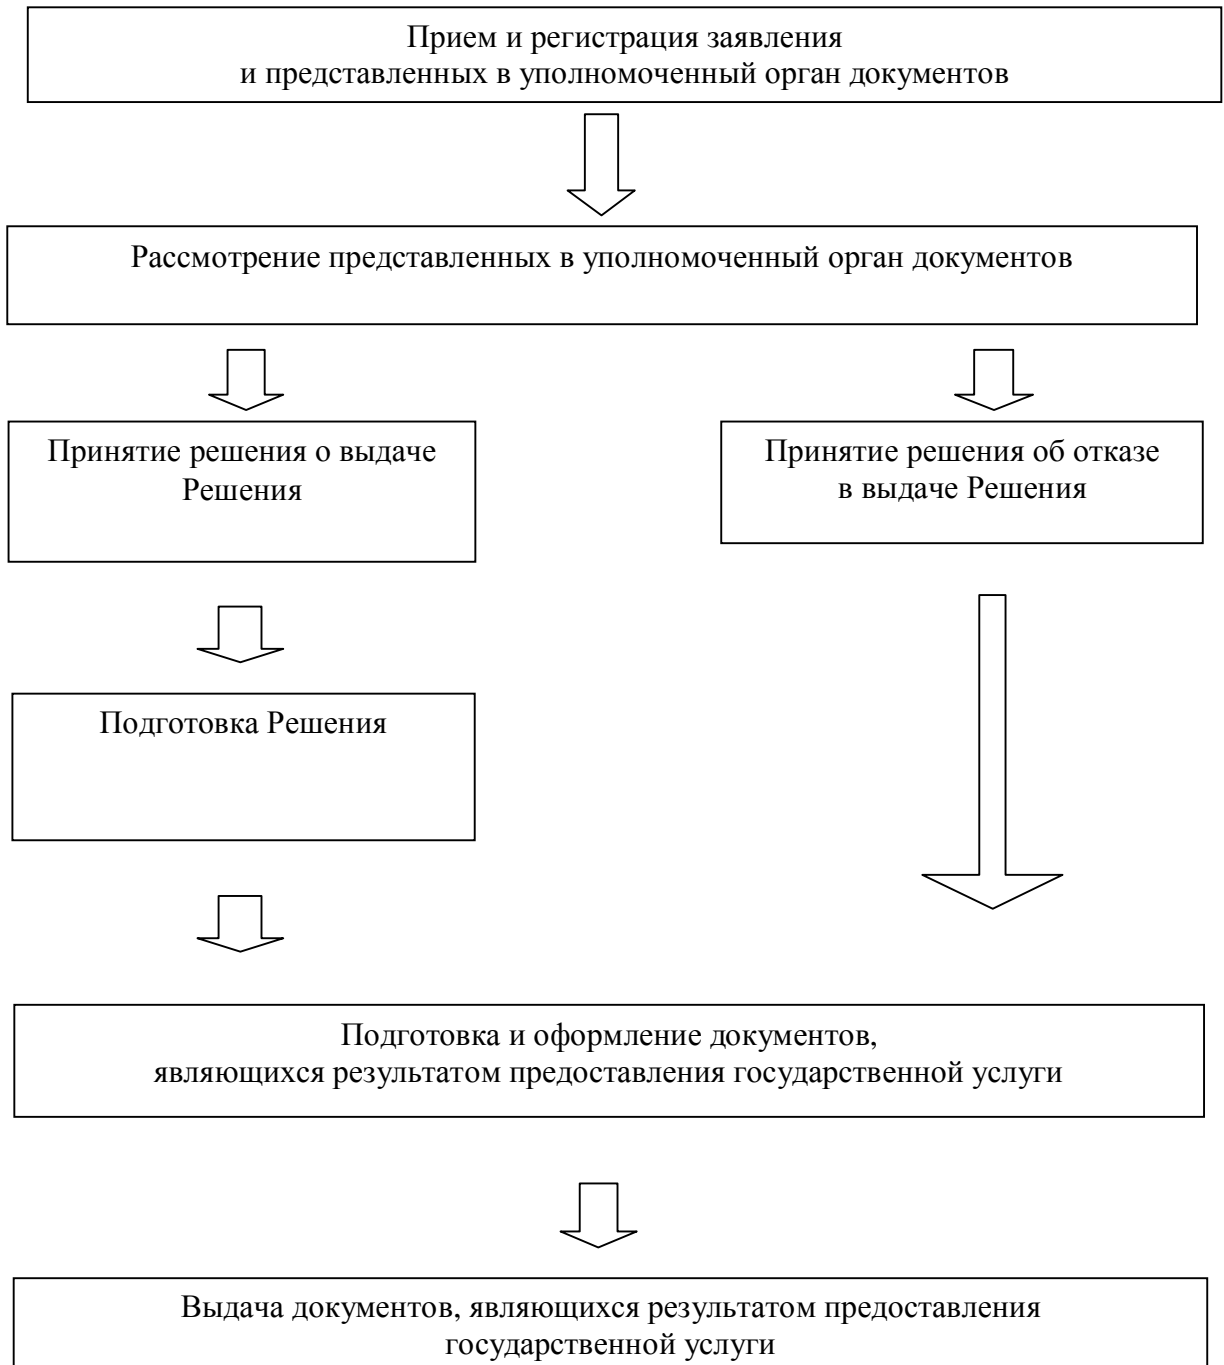 Прием и регистрация заявления
и представленных в уполномоченный орган документов
Рассмотрение представленных в уполномоченный орган документов
Принятие решения о выдаче
Решения
Принятие решения об отказе
в выдаче Решения
Подготовка Решения
Подготовка и оформление документов,
являющихся результатом предоставления государственной услуги
Выдача документов, являющихся результатом предоставления
государственной услуги